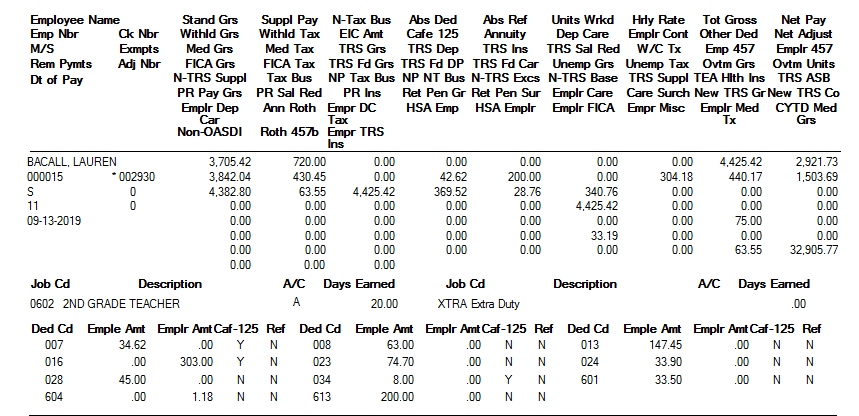 Employee Name Stand Grs Suppl Pay N-Tax Bus Abs Ded Abs Ref Units Wrkd Hrly Rate Tot Gross Net Pay
Emp Nbr Ck Nbr Withld Grs Withld Tax EIC Amt Cafe 125 Annuity Dep Care Emplr Cont Other Ded Net Adjust
M/S Exmpts Med Grs Med Tax TRS Grs TRS Dep TRS Ins TRS Sal Red W/C Tx Emp 457 Emplr 457
Rem Pymts Adj Nbr FICA Grs FICA Tax TRS Fd Grs TRS Fd DP TRS Fd Car Unemp Grs Unemp Tax Ovtm Grs Ovtm Units
Dt of Pay N-TRS Suppl Tax Bus NP Tax Bus NP NT Bus N-TRS Excs N-TRS Base TRS Suppl TEA Hlth Ins TRS ASB
PR Pay Grs PR Sal Red PR Ins Ret Pen Gr Ret Pen Sur Emplr Care Care Surch New TRS Gr New TRS Co
Emplr Dep Ann Roth Empr DC HSA Emp HSA Emplr Empr FICA Empr Misc Emplr Med CYTD Med
Car Tax Tx Grs
Non-OASDI Roth 457b Empr TRS
Ins
BACALL, LAUREN 3,705.42 720.00 0.00 0.00 0.00 0.00 0.00 4,425.42 2,921.73
000015 * 002930 3,842.04 430.45 0.00 42.62 200.00 0.00 304.18 440.17 1,503.69
S 0 4,382.80 63.55 4,425.42 369.52 28.76 340.76 0.00 0.00 0.00
11 0 0.00 0.00 0.00 0.00 0.00 4,425.42 0.00 0.00 0.00
09-13-2019 0.00 0.00 0.00 0.00 0.00 0.00 0.00 75.00 0.00
0.00 0.00 0.00 0.00 0.00 33.19 0.00 0.00 0.00
0.00 0.00 0.00 0.00 0.00 0.00 0.00 63.55 32,905.77
0.00 0.00 0.00
Job Cd Description A/C Days Earned Job Cd Description A/C Days Earned
0602 2ND GRADE TEACHER A 20.00 XTRA Extra Duty .00
Ded Cd Emple Amt Emplr Amt Caf-125 Ref Ded Cd Emple Amt Emplr Amt Caf-125 Ref Ded Cd Emple Amt Emplr Amt Caf-125 Ref
007 34.62 .00 Y N 008 63.00 .00 N N 013 147.45 .00 N N
016 .00 303.00 Y N 023 74.70 .00 N N 024 33.90 .00 N N
028 45.00 .00 N N 034 8.00 .00 Y N 601 33.50 .00 N N
604 .00 1.18 N N 613 200.00 .00 N N